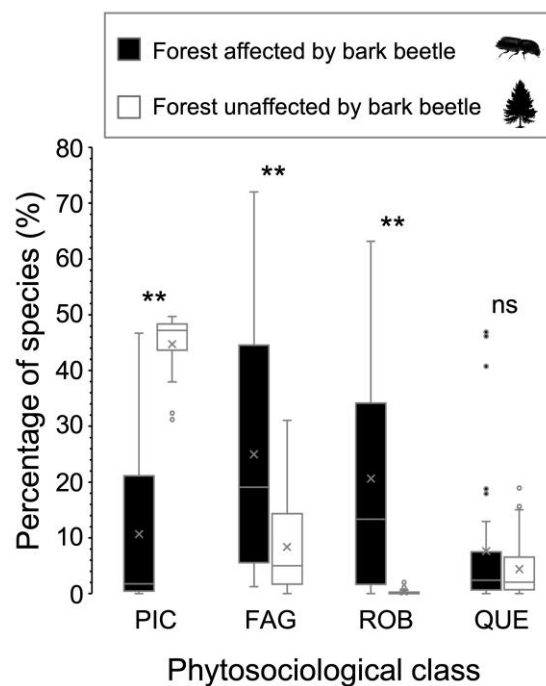 Forest affected by bark beetle
Forest unaffected by bark beetle
Percentage of species (%)
80
70
60
50
40
30
20
10
0
**
**
**
ns
PIC FAG ROB QUE
Phytosociological class